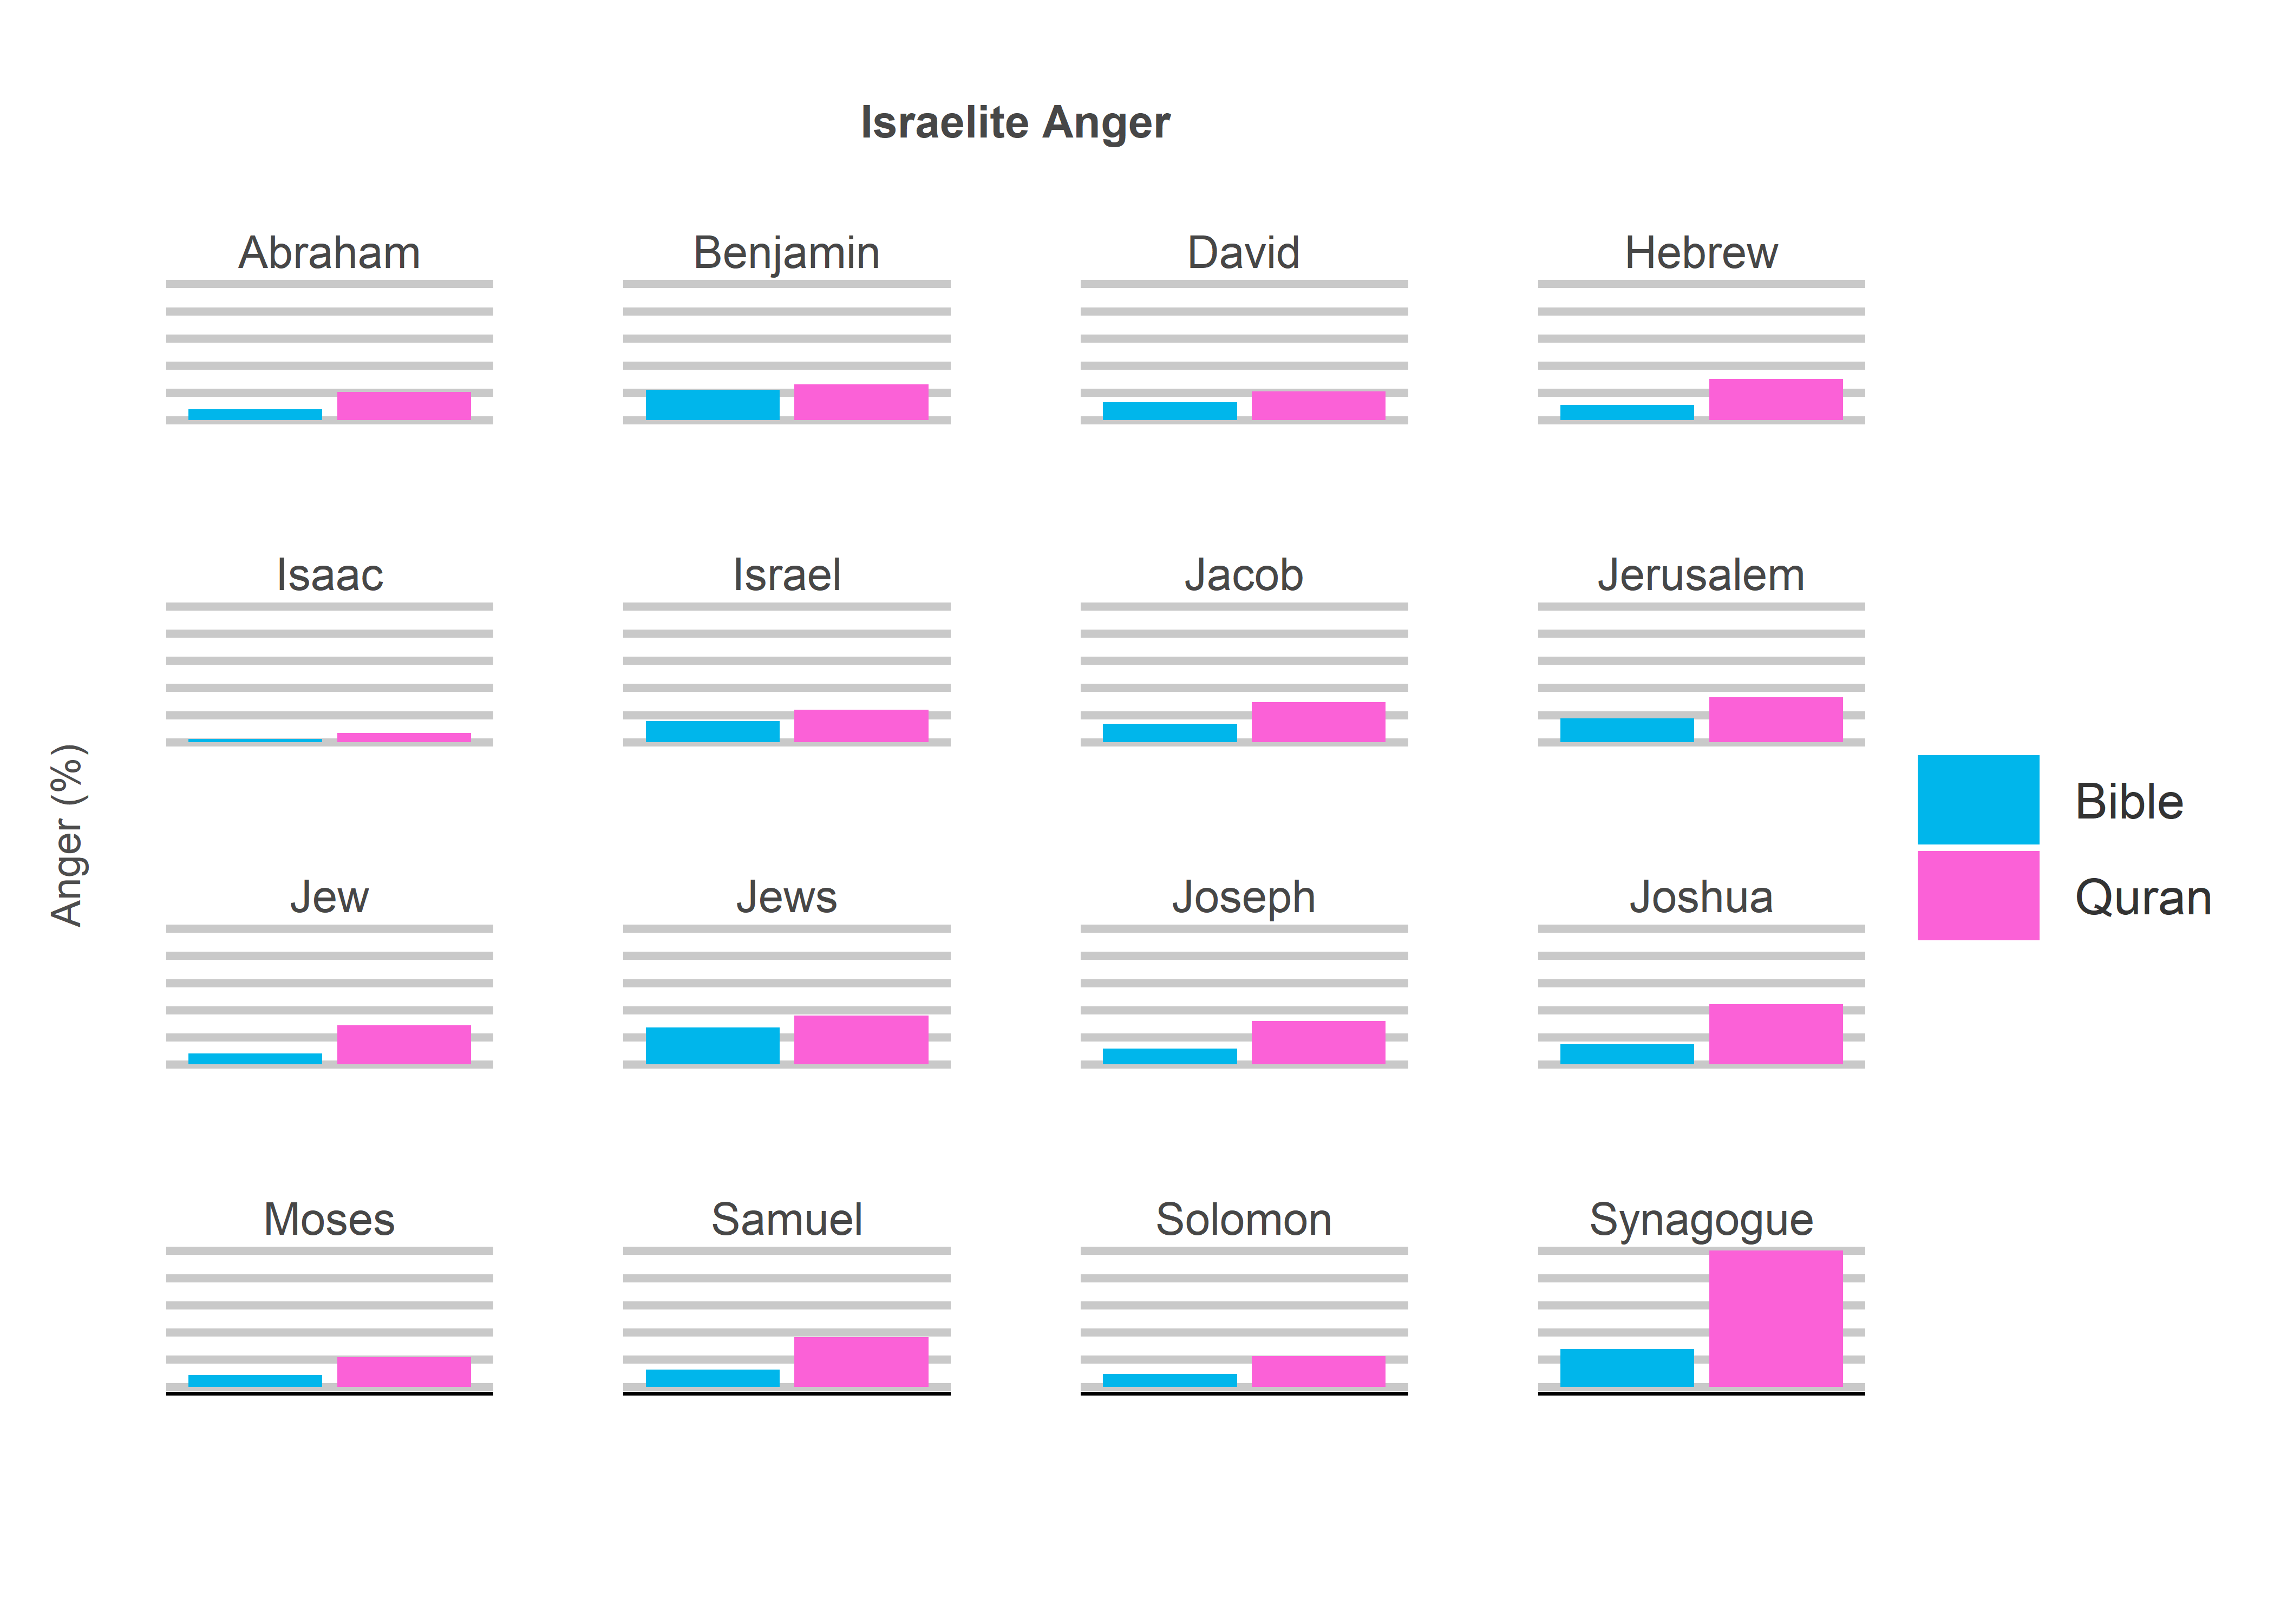 Israelite Anger
Abraham
Benjamin
David
Hebrew
Isaac
Israel
Jacob
Jerusalem
Anger (%)
Jew
Jews
Joseph
Joshua
Moses
Samuel
Solomon
Synagogue
Bible
Quran